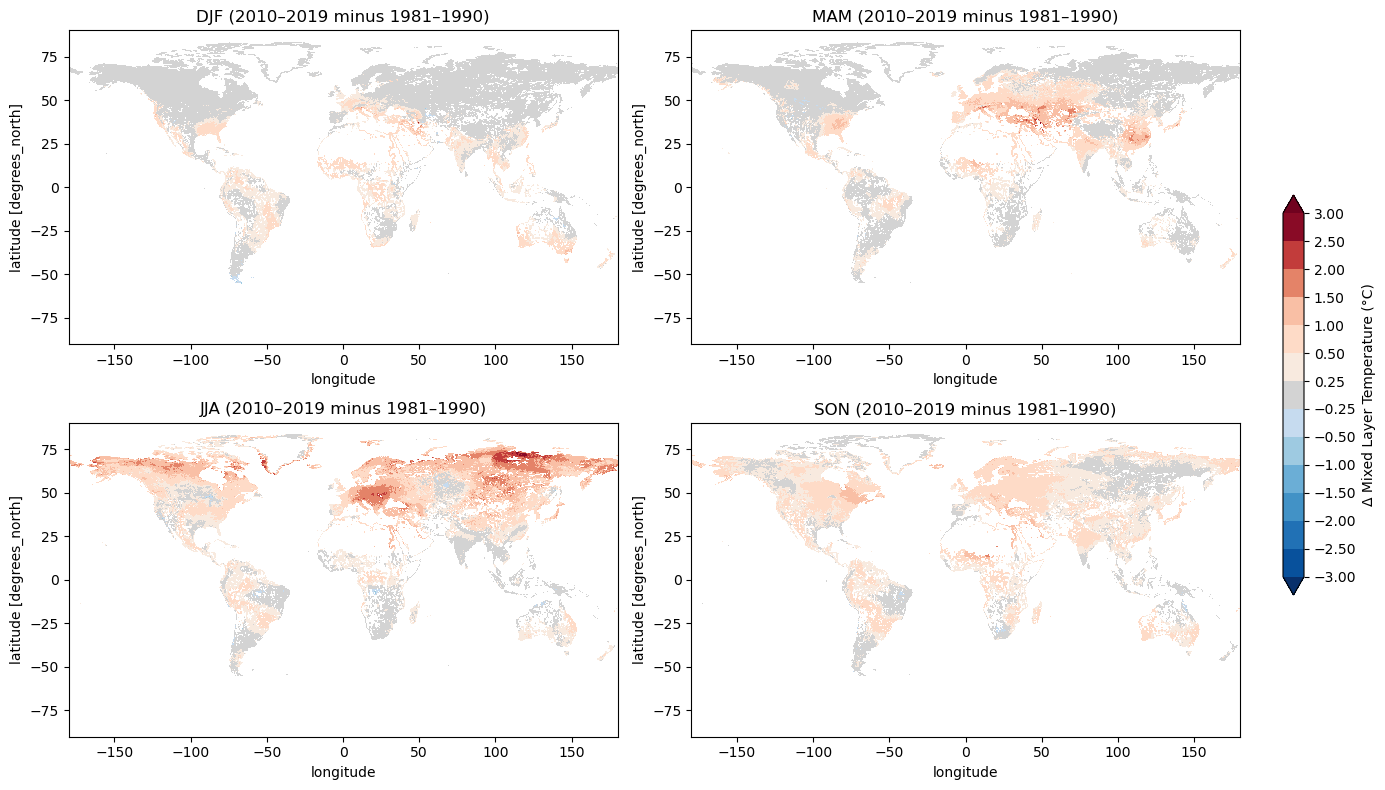 DJF (2010–2019 minus 1981–1990)
75
50
25
0
−25
−50
−75
latitude [degrees_north]
−150 −100 −50 0 50 100 150
longitude
MAM (2010–2019 minus 1981–1990)
75
50
25
0
−25
−50
−75
latitude [degrees_north]
−150 −100 −50 0 50 100 150
longitude
JJA (2010–2019 minus 1981–1990)
75
50
25
0
−25
−50
−75
latitude [degrees_north]
−150 −100 −50 0 50 100 150
longitude
SON (2010–2019 minus 1981–1990)
75
50
25
0
−25
−50
−75
latitude [degrees_north]
−150 −100 −50 0 50 100 150
longitude
3.00
2.50
2.00
1.50
1.00
0.50
0.25
−0.25
−0.50
−1.00
−1.50
−2.00
−2.50
−3.00
Δ Mixed Layer Temperature (°C)